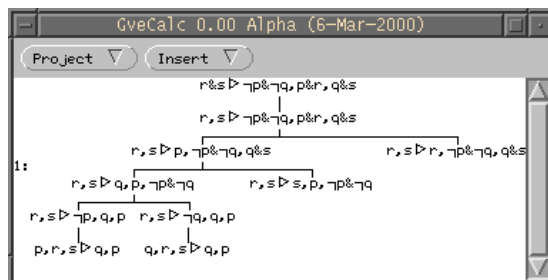 GveCalc 0.00 Alpha (6-Mar-2000)
Project ▽ Insert ▽
r&s▷¬p&¬q,p&r,q&s
r,s▷¬p&¬q,p&r,q&s
r,s▷p,¬p&¬q,q&s r,s▷r,¬p&¬q,q&s
1:
r,s▷q,p,¬p&¬q r,s▷s,p,¬p&¬q
r,s▷¬p,q,p r,s▷¬q,q,p
p,r,s▷q,p q,r,s▷q,p